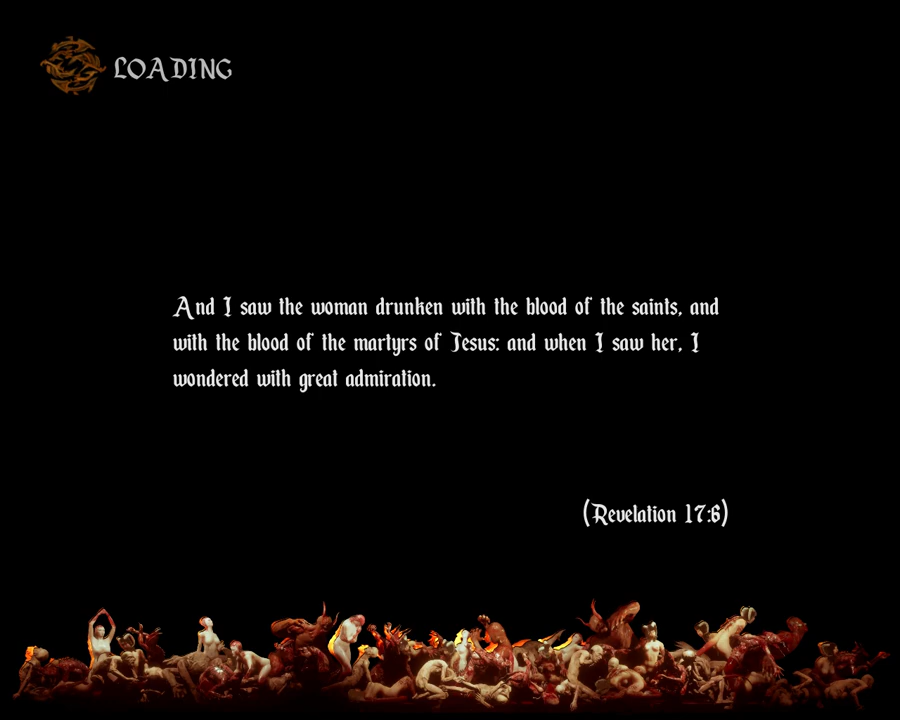 LOADING
And I saw the woman drunken with the blood of the saints, and
with the blood of the martyrs of Jesus: and when I saw her, I
wondered with great admiration.
(Revelation 17:6)